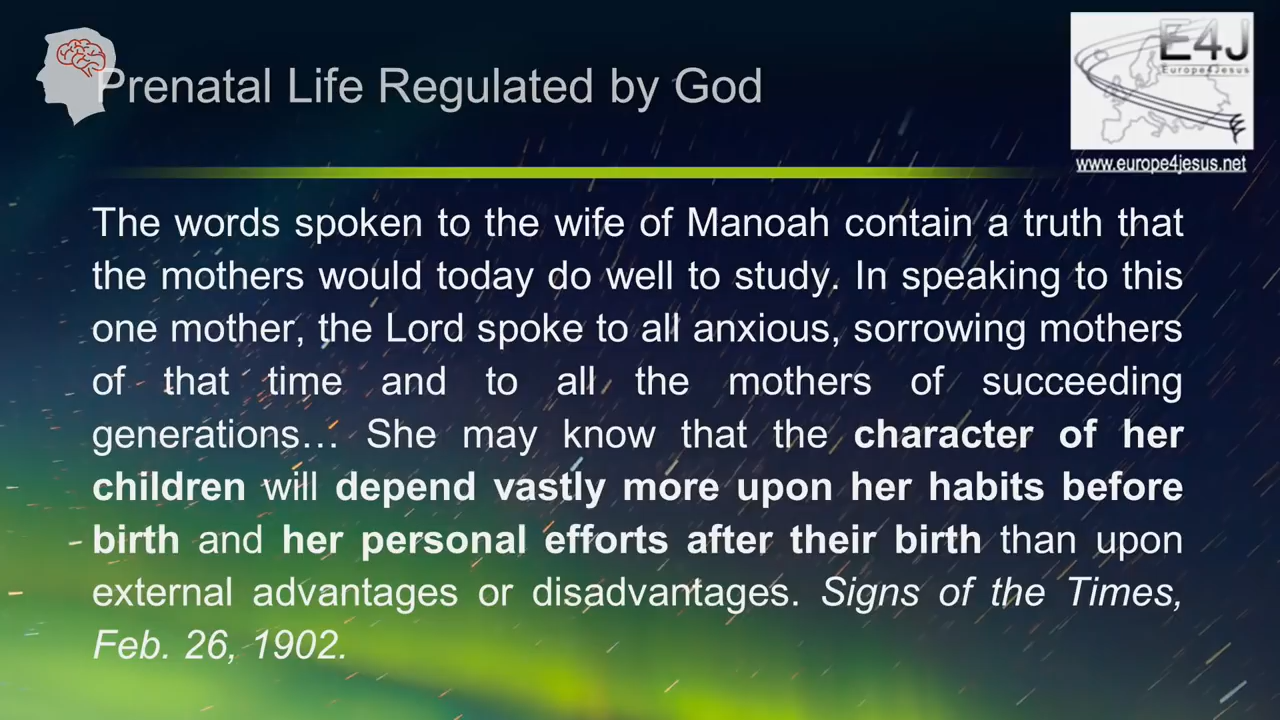 Prenatal Life Regulated by God
E4J
Europe4Jesus
www.europe4jesus.net
The words spoken to the wife of Manoah contain a truth that
the mothers would today do well to study. In speaking to this
one mother, the Lord spoke to all anxious, sorrowing mothers
of that time and to all the mothers of succeeding
generations… She may know that the character of her
children will depend vastly more upon her habits before
birth and her personal efforts after their birth than upon
external advantages or disadvantages. Signs of the Times,
Feb. 26, 1902.